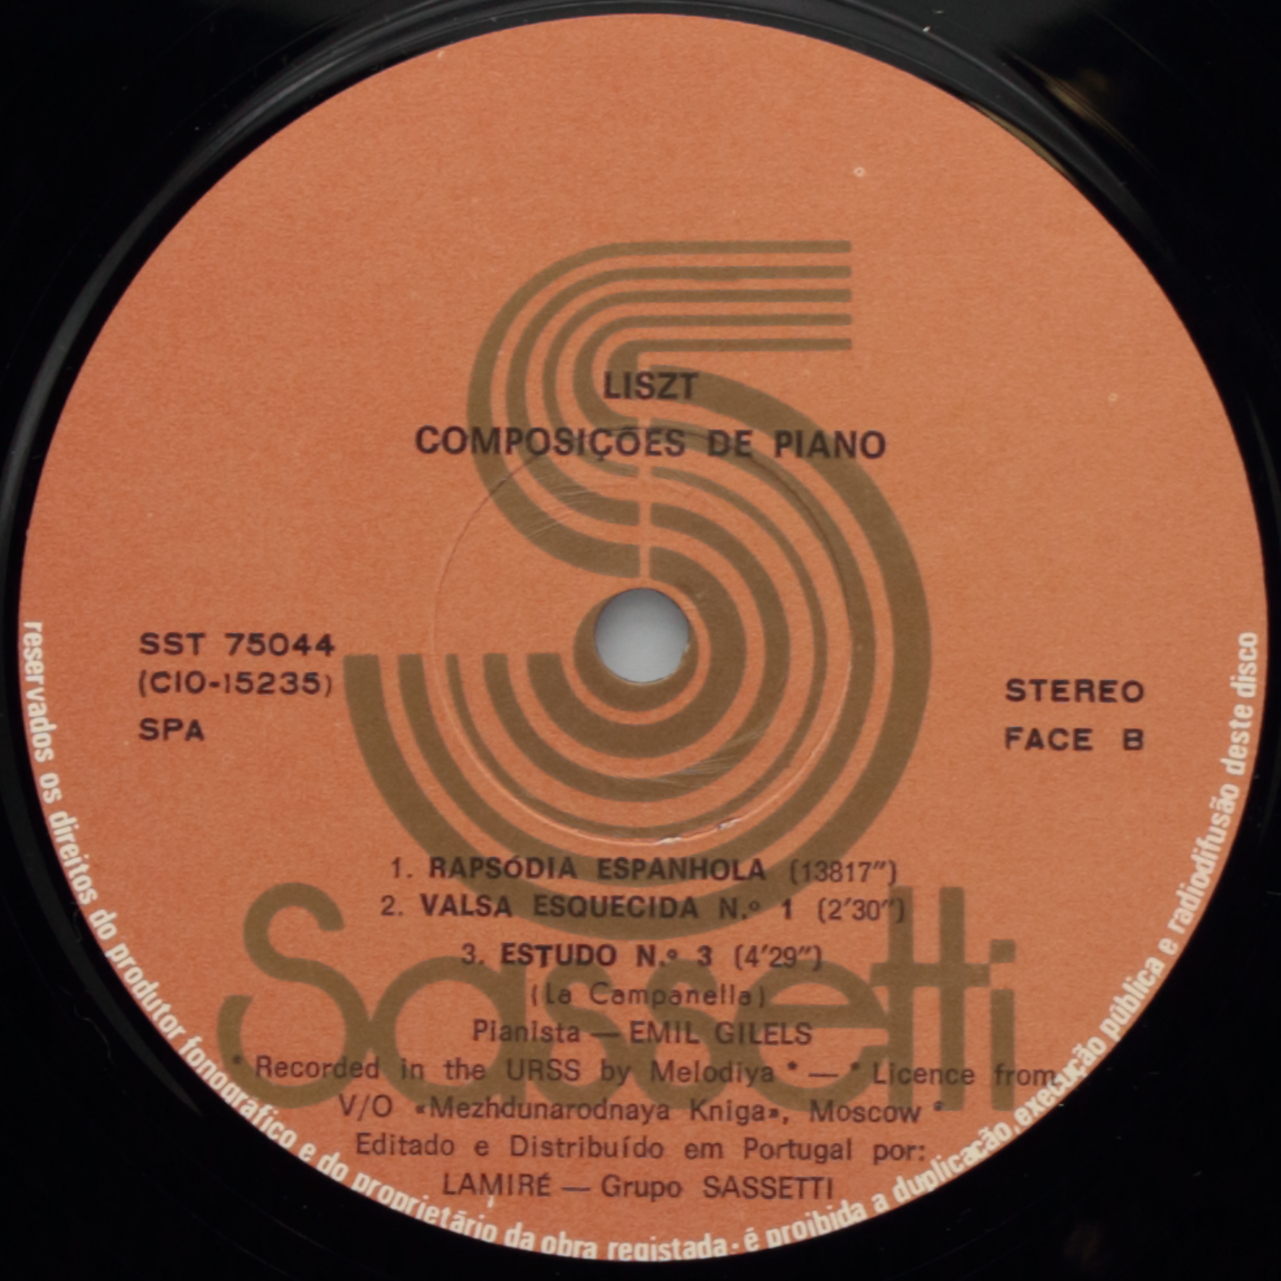 LISZT
COMPOSIÇÕES DE PIANO
SST 75044
(CIO-15235)
SPA
STEREO
FACE B
1. RAPSÓDIA ESPANHOLA (13817")
2. VALSA ESQUECIDA N.º 1 (2'30")
3. ESTUDO N.º 3 (4'29")
(La Campanella)
Pianista — EMIL GILELS
* Recorded in the URSS by Melodiya * — * Licence from
V/O «Mezhdunarodnaya Kniga», Moscow *
Editado e Distribuído em Portugal por:
LAMIRÉ — Grupo SASSETTI
Sassetti
reservados os direitos do produtor fonográfico e do proprietário da obra registada · é proibida a duplicação, execução pública e radiodifusão deste disco